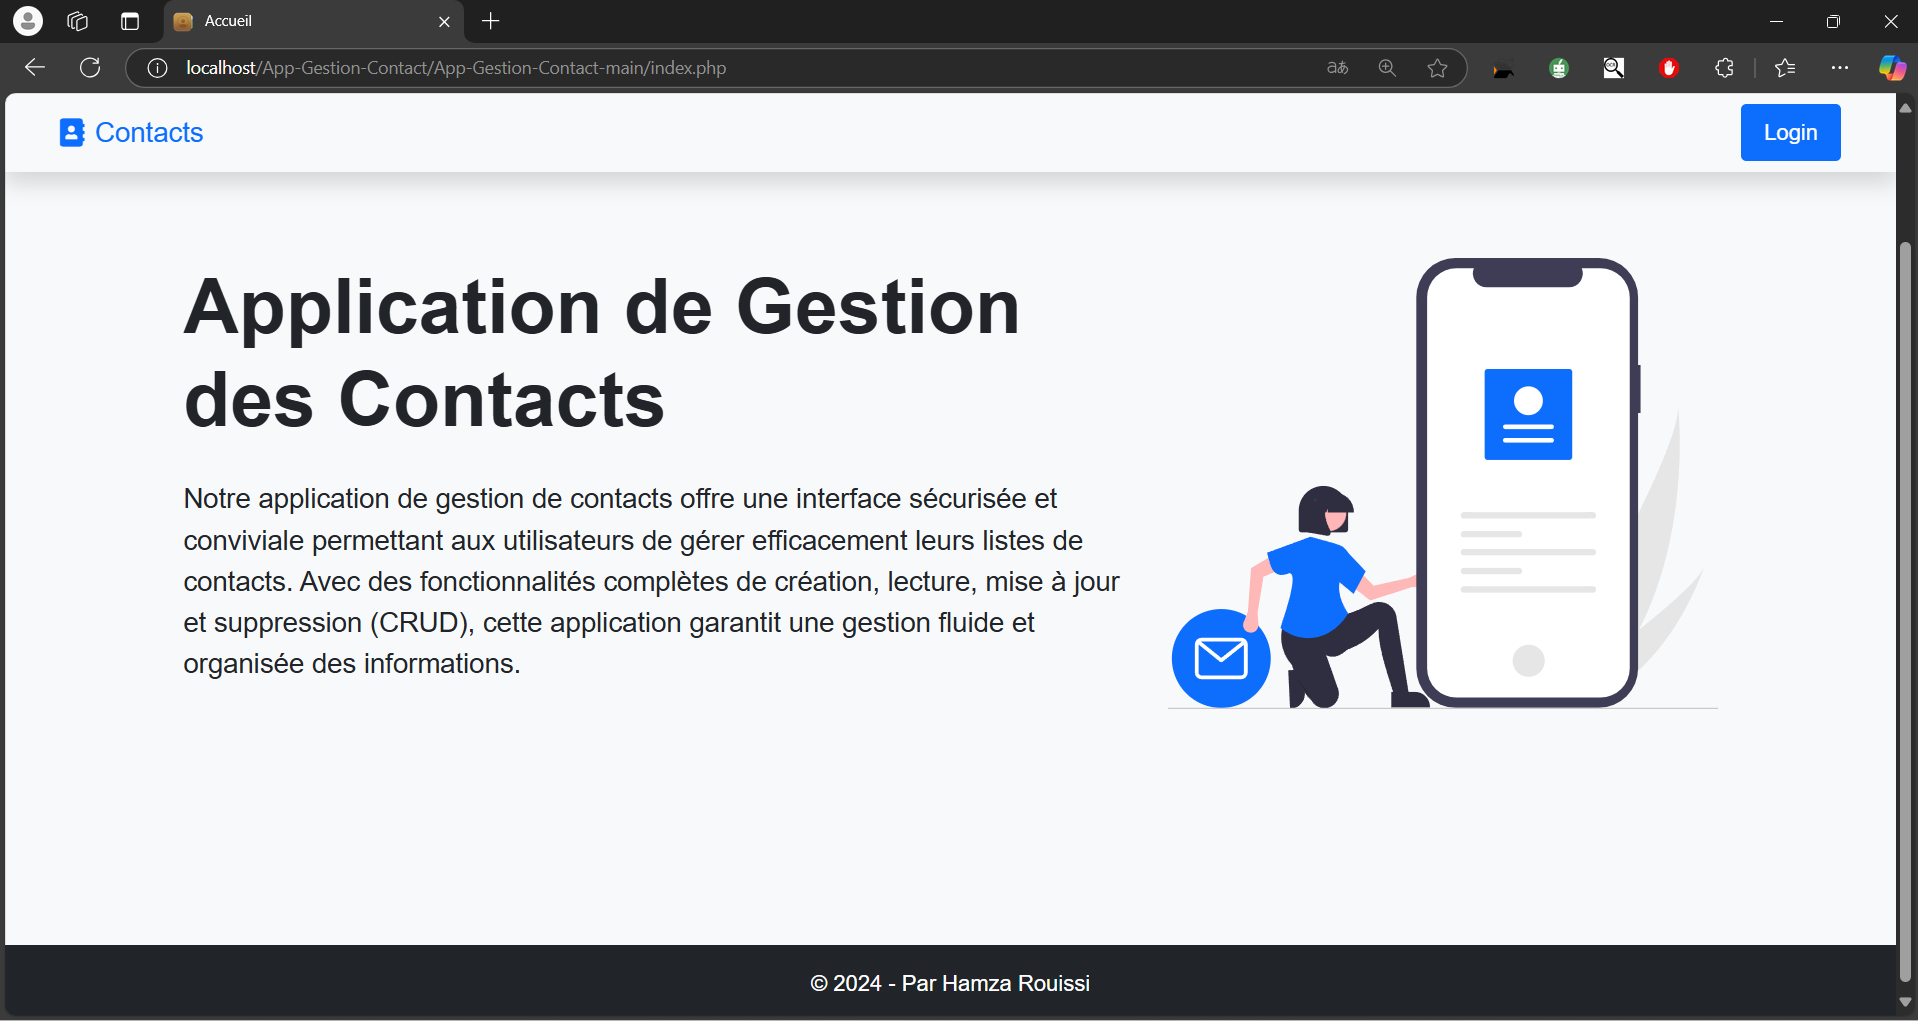 Accueil
localhost/App-Gestion-Contact/App-Gestion-Contact-main/index.php
Contacts
Login
Application de Gestion
des Contacts
Notre application de gestion de contacts offre une interface sécurisée et
conviviale permettant aux utilisateurs de gérer efficacement leurs listes de
contacts. Avec des fonctionnalités complètes de création, lecture, mise à jour
et suppression (CRUD), cette application garantit une gestion fluide et
organisée des informations.
© 2024 - Par Hamza Rouissi